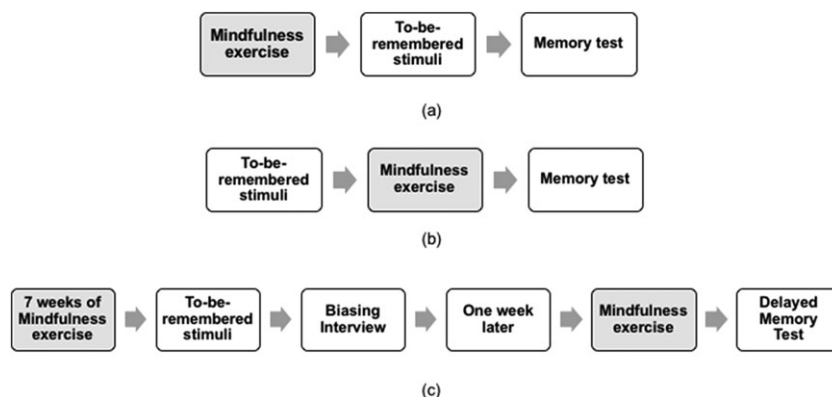 Mindfulness
exercise
To-be-
remembered
stimuli
Memory test
(a)
To-be-
remembered
stimuli
Mindfulness
exercise
Memory test
(b)
7 weeks of
Mindfulness
exercise
To-be-
remembered
stimuli
Biasing
Interview
One week
later
Mindfulness
exercise
Delayed
Memory
Test
(c)